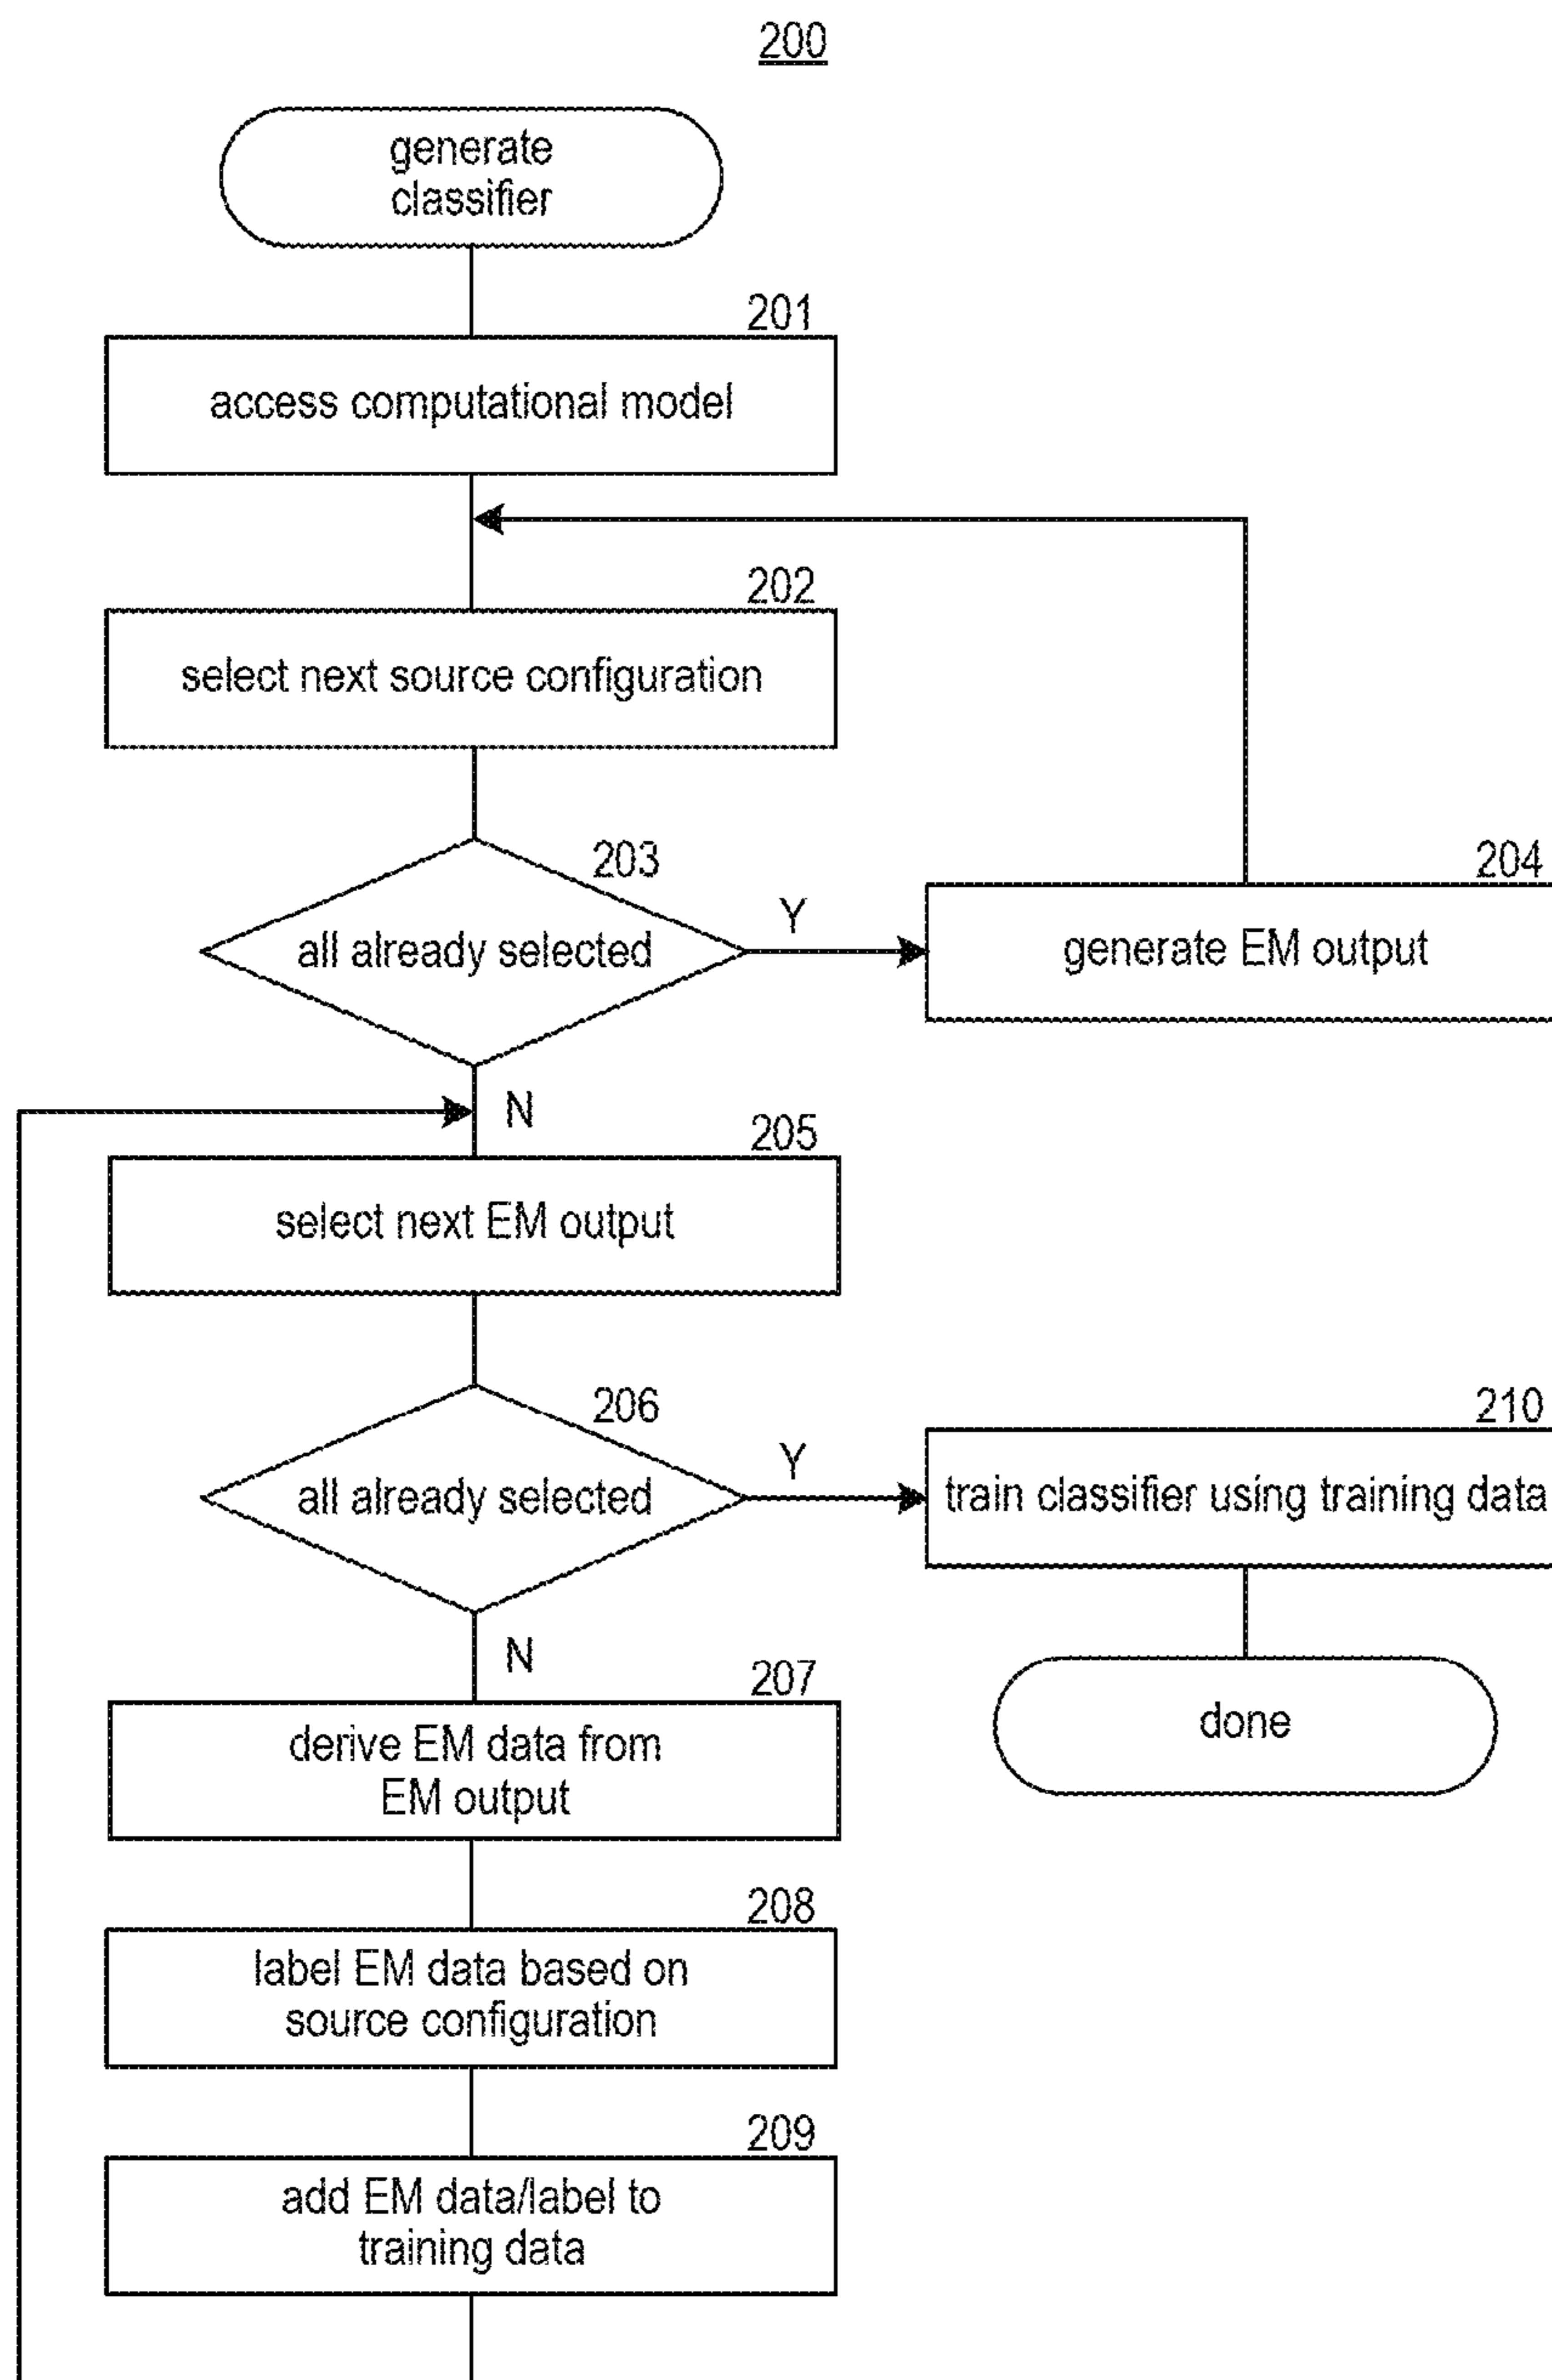 200
generate
classifier
201
access computational model
202
select next source configuration
203
all already selected
Y
204
generate EM output
N
205
select next EM output
206
all already selected
Y
210
train classifier using training data
N
done
207
derive EM data from
EM output
208
label EM data based on
source configuration
209
add EM data/label to
training data